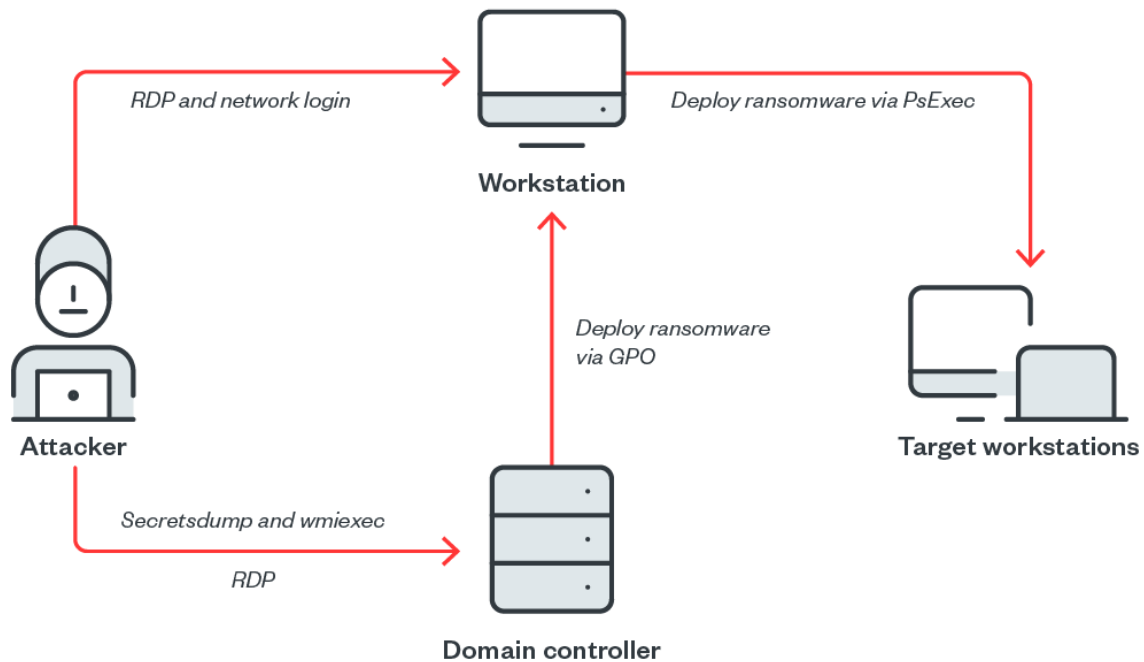 RDP and network login
Deploy ransomware via PsExec
Workstation
Deploy ransomware
via GPO
Attacker
Target workstations
Secretsdump and wmiexec
RDP
Domain controller